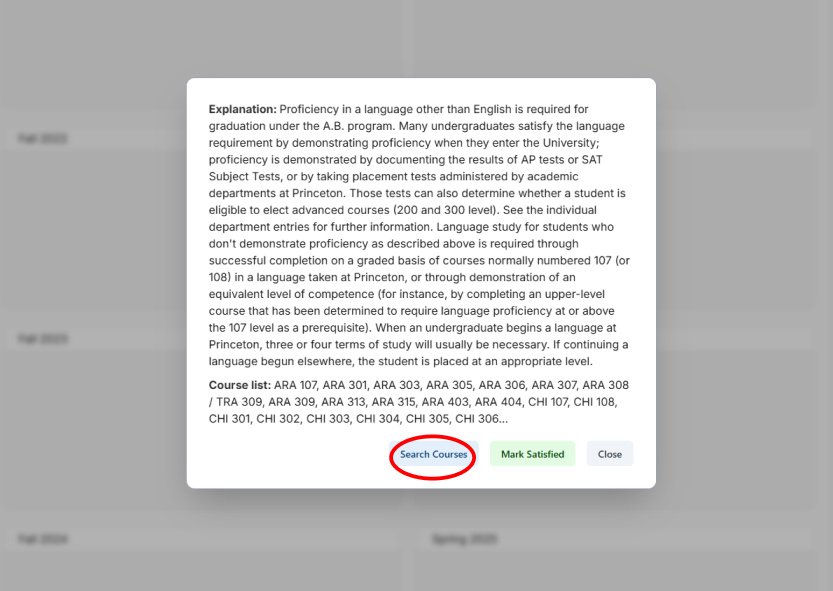 Fall 2022
Explanation: Proficiency in a language other than English is required for
graduation under the A.B. program. Many undergraduates satisfy the language
requirement by demonstrating proficiency when they enter the University;
proficiency is demonstrated by documenting the results of AP tests or SAT
Subject Tests, or by taking placement tests administered by academic
departments at Princeton. Those tests can also determine whether a student is
eligible to elect advanced courses (200 and 300 level). See the individual
department entries for further information. Language study for students who
don't demonstrate proficiency as described above is required through
successful completion on a graded basis of courses normally numbered 107 (or
108) in a language taken at Princeton, or through demonstration of an
equivalent level of competence (for instance, by completing an upper-level
course that has been determined to require language proficiency at or above
the 107 level as a prerequisite). When an undergraduate begins a language at
Princeton, three or four terms of study will usually be necessary. If continuing a
language begun elsewhere, the student is placed at an appropriate level.
Course list: ARA 107, ARA 301, ARA 303, ARA 305, ARA 306, ARA 307, ARA 308
/ TRA 309, ARA 309, ARA 313, ARA 315, ARA 403, ARA 404, CHI 107, CHI 108,
CHI 301, CHI 302, CHI 303, CHI 304, CHI 305, CHI 306...
Search Courses Mark Satisfied Close
Fall 2023
Fall 2024 Spring 2025